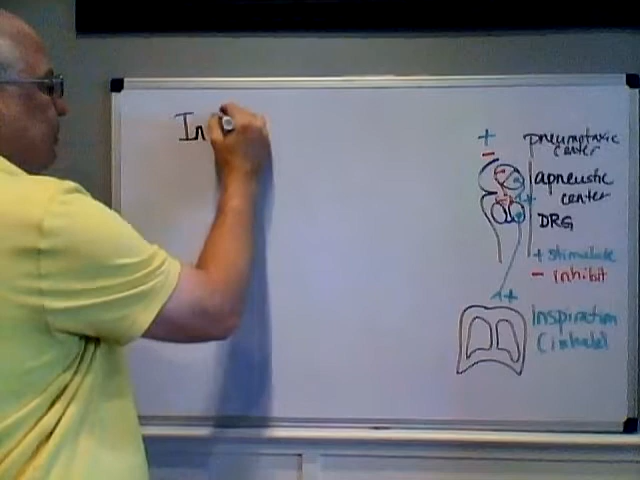 In
+ pneumotaxic
- center
apneustic
center
DRG
+ stimulate
- inhibit
+
inspiration
(inhale)